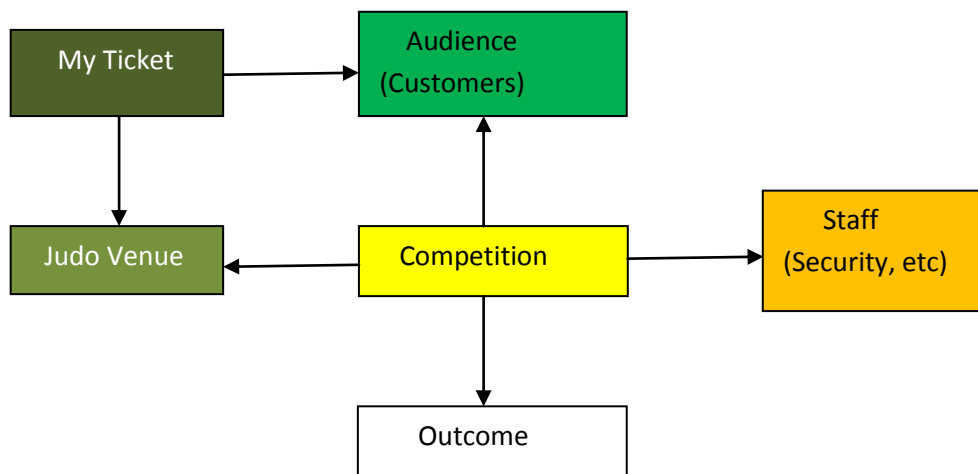 My Ticket
Audience
(Customers)
Judo Venue
Competition
Staff
(Security, etc)
Outcome